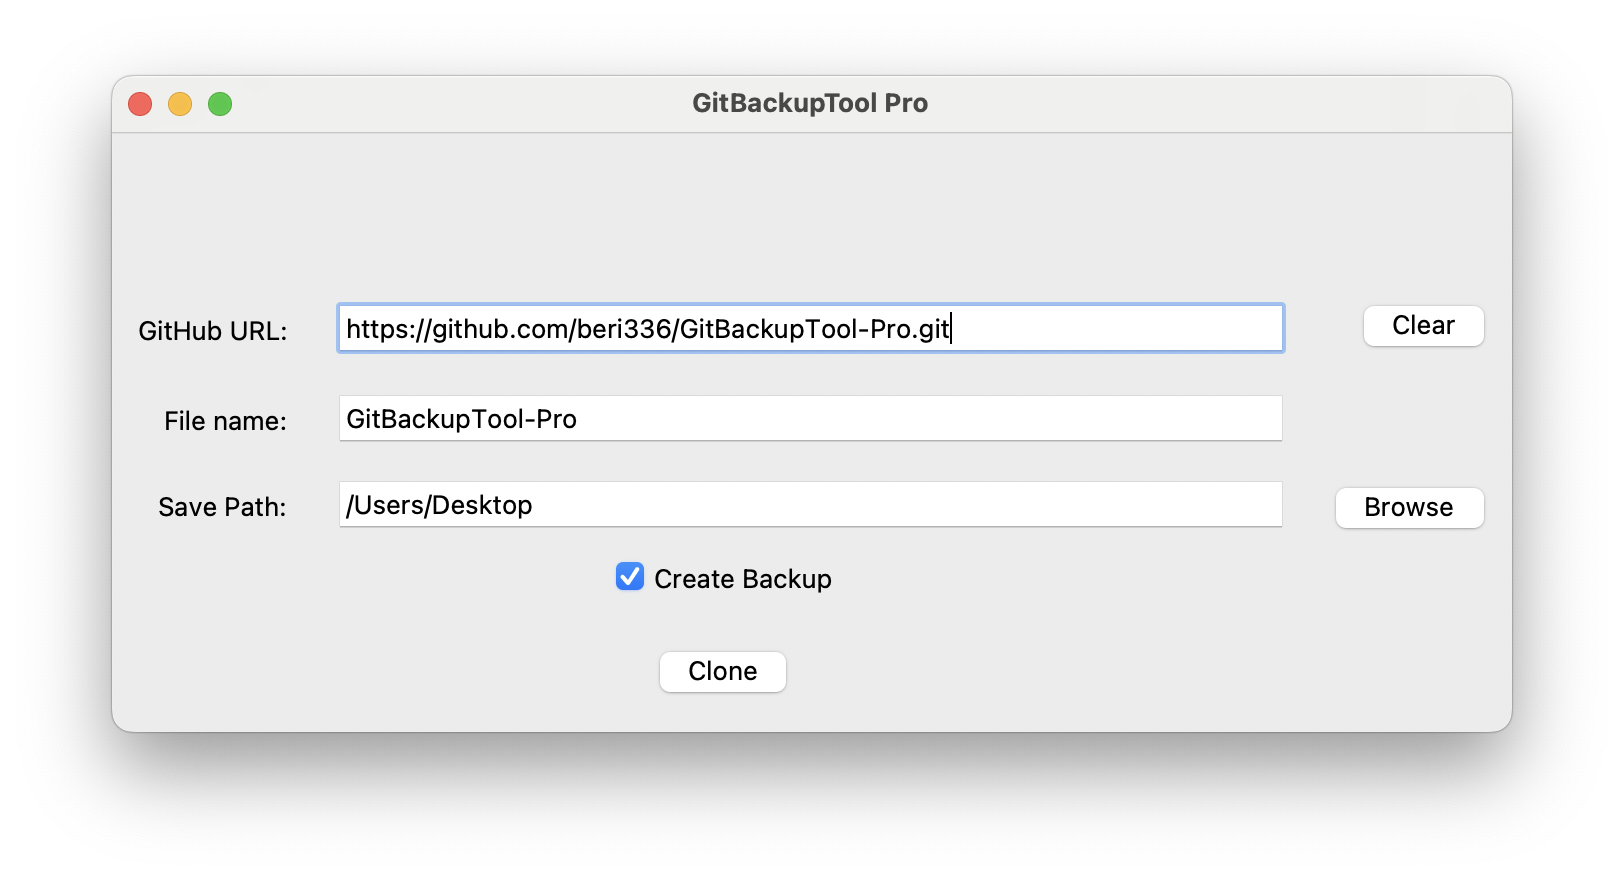 GitBackupTool Pro
GitHub URL: https://github.com/beri336/GitBackupTool-Pro.git Clear
File name: GitBackupTool-Pro
Save Path: /Users/Desktop Browse
Create Backup
Clone